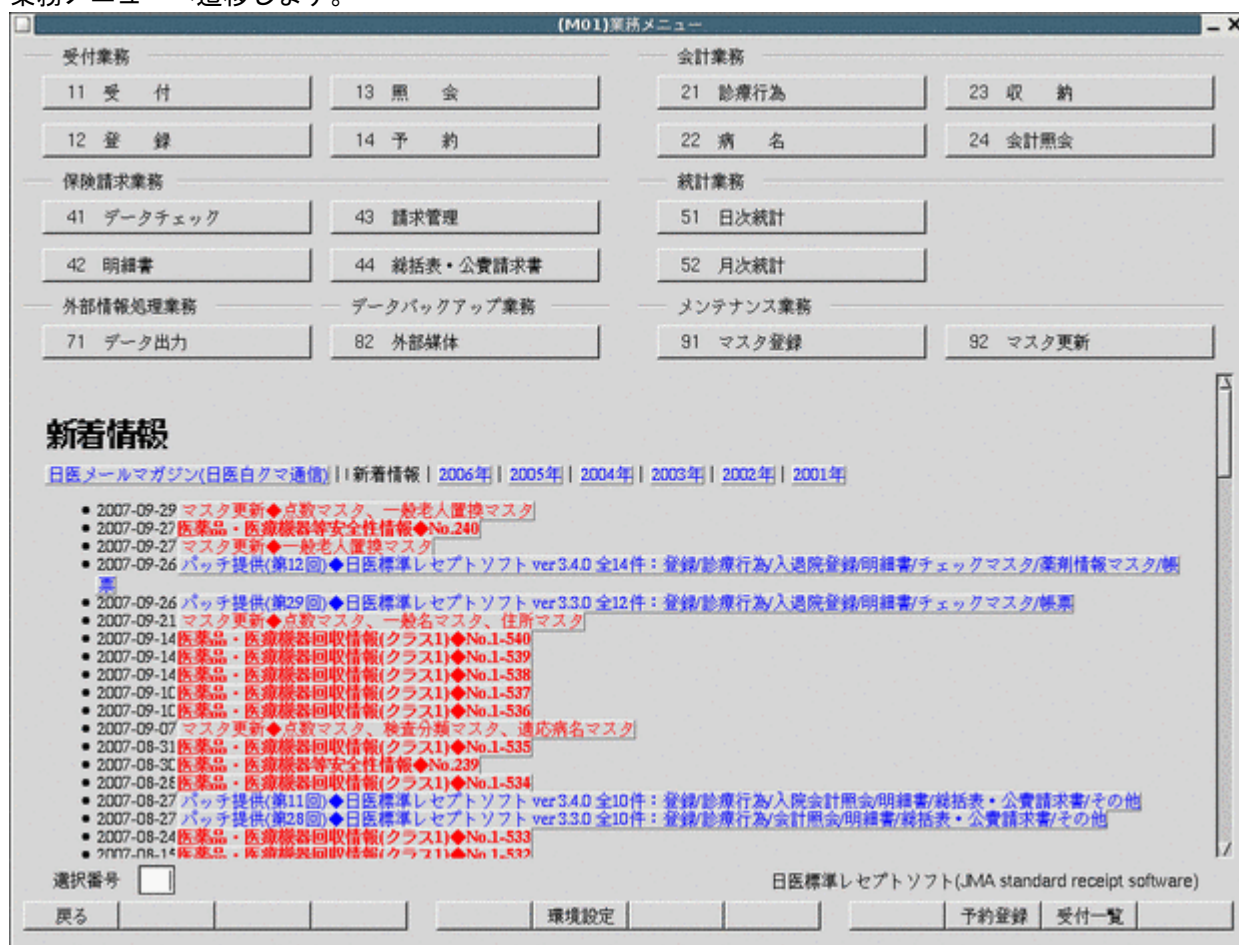 (M01)業務メニュー
受付業務 会計業務
11 受 付 13 照 会 21 診療行為 23 収 納
12 登 録 14 予 約 22 病 名 24 会計照会
保険請求業務 統計業務
41 データチェック 43 請求管理 51 日次統計
42 明細書 44 総括表・公費請求書 52 月次統計
外部情報処理業務 データバックアップ業務 メンテナンス業務
71 データ出力 82 外部媒体 91 マスタ登録 92 マスタ更新
新着情報
日医メールマガジン(日医白クマ通信)||新着情報| 2006年| 2005年| 2004年| 2003年| 2002年| 2001年
● 2007-09-29 マスタ更新◆点数マスタ、一般老人置換マスタ
● 2007-09-27 医薬品・医療機器等安全性情報◆No.240
● 2007-09-27 マスタ更新◆一般老人置換マスタ
● 2007-09-26 パッチ提供(第12回)◆日医標準レセプトソフト ver3.4.0 全14件：登録/診療行為/入退院登録/明細書/チェックマスタ/薬剤情報マスタ/帳
票
● 2007-09-26 パッチ提供(第29回)◆日医標準レセプトソフト ver3.3.0 全12件：登録/診療行為/入退院登録/明細書/チェックマスタ/帳票
● 2007-09-21 マスタ更新◆点数マスタ、一般名マスタ、住所マスタ
● 2007-09-14 医薬品・医療機器回収情報(クラス1)◆No.1-540
● 2007-09-14 医薬品・医療機器回収情報(クラス1)◆No.1-539
● 2007-09-14 医薬品・医療機器回収情報(クラス1)◆No.1-538
● 2007-09-10 医薬品・医療機器回収情報(クラス1)◆No.1-537
● 2007-09-10 医薬品・医療機器回収情報(クラス1)◆No.1-536
● 2007-09-07 マスタ更新◆点数マスタ、検査分類マスタ、適応病名マスタ
● 2007-08-31 医薬品・医療機器回収情報(クラス1)◆No.1-535
● 2007-08-30 医薬品・医療機器等安全性情報◆No.239
● 2007-08-28 医薬品・医療機器回収情報(クラス1)◆No.1-534
● 2007-08-27 パッチ提供(第11回)◆日医標準レセプトソフト ver3.4.0 全10件：登録/診療行為/入院会計照会/明細書/総括表・公費請求書/その他
● 2007-08-27 パッチ提供(第28回)◆日医標準レセプトソフト ver3.3.0 全10件：登録/診療行為/会計照会/明細書/総括表・公費請求書/その他
● 2007-08-24 医薬品・医療機器回収情報(クラス1)◆No.1-533
医薬品・医療機器回収情報(クラス1)◆No.1-532
選択番号 日医標準レセプトソフト(JMA standard receipt software)
戻る 環境設定 予約登録 受付一覧